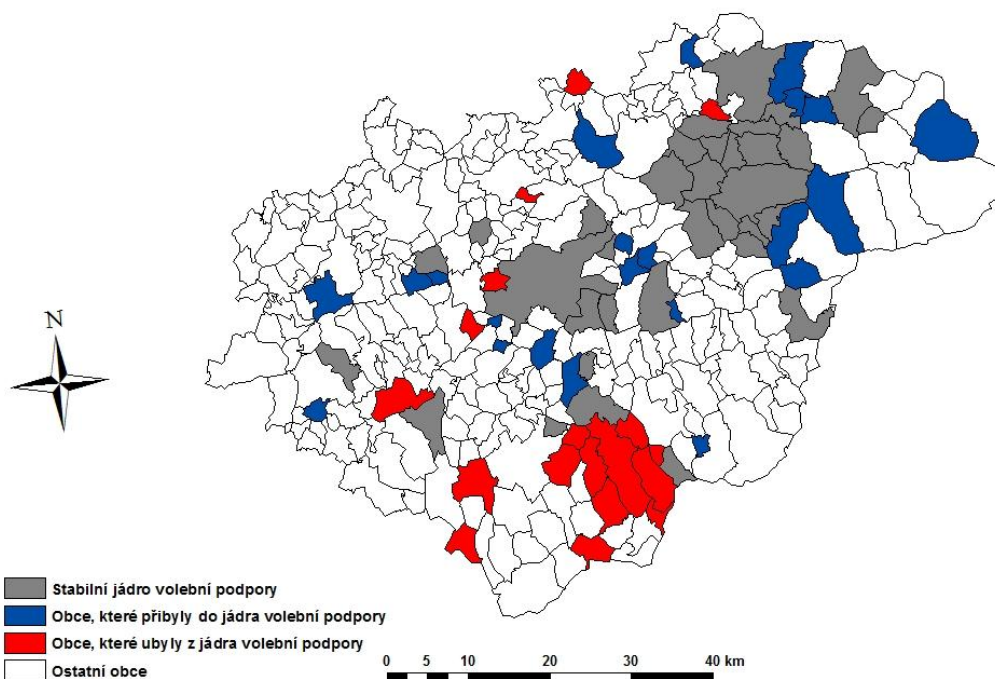 N
Stabilní jádro volební podpory
Obce, které přibyly do jádra volební podpory
Obce, které ubyly z jádra volební podpory
Ostatní obce
0 5 10 20 30 40 km